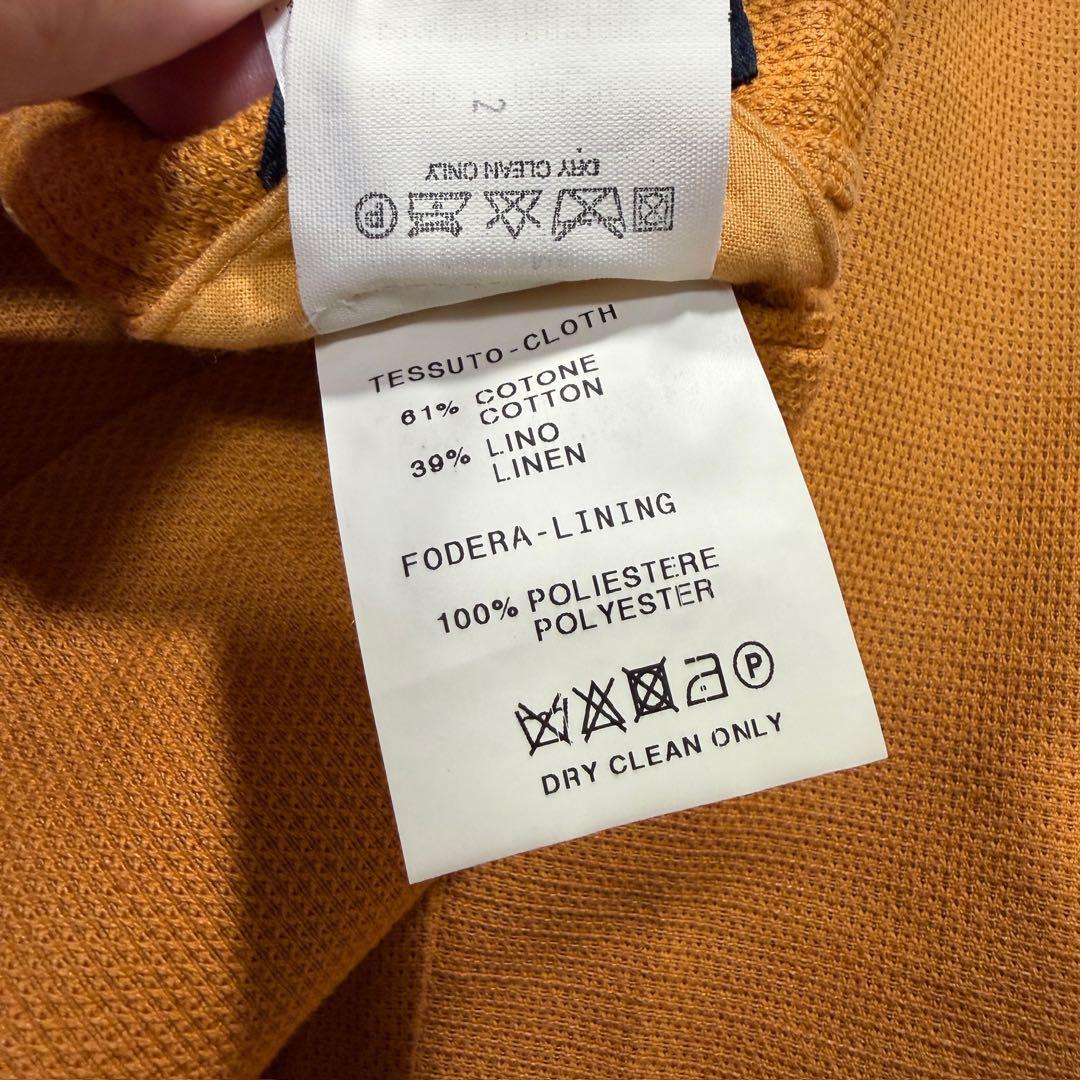 2
DRY CLEAN ONLY
P
TESSUTO-CLOTH
61% COTONE
COTTON
39% LINO
LINEN
FODERA-LINING
100% POLIESTERE
POLYESTER
P
DRY CLEAN ONLY